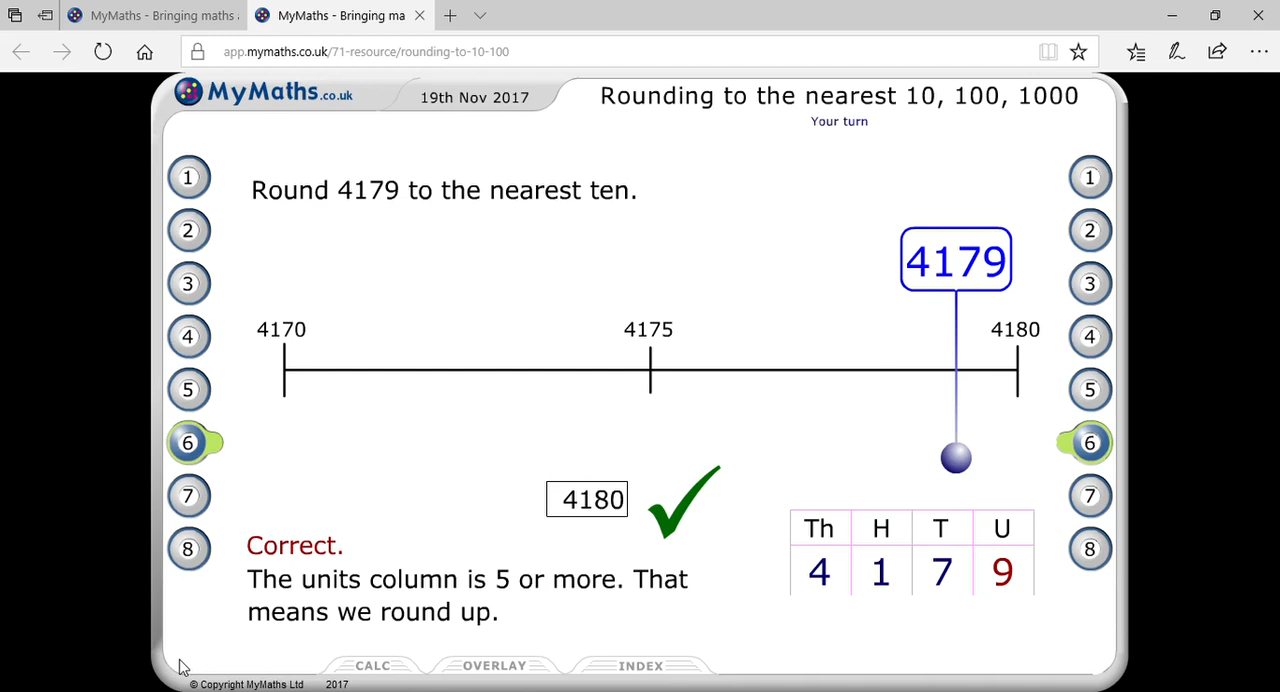 MyMaths - Bringing maths
MyMaths - Bringing ma
app.mymaths.co.uk/71-resource/rounding-to-10-100
MyMaths.co.uk
19th Nov 2017
Rounding to the nearest 10, 100, 1000
Your turn
1
1
Round 4179 to the nearest ten.
2
2
4179
3
3
4170
4175
4180
4
4
5
5
6
6
7
4180
7
Th H T U
Correct.
8
8
4 1 7 9
The units column is 5 or more. That
means we round up.
CALC
OVERLAY
INDEX
© Copyright MyMaths Ltd 2017